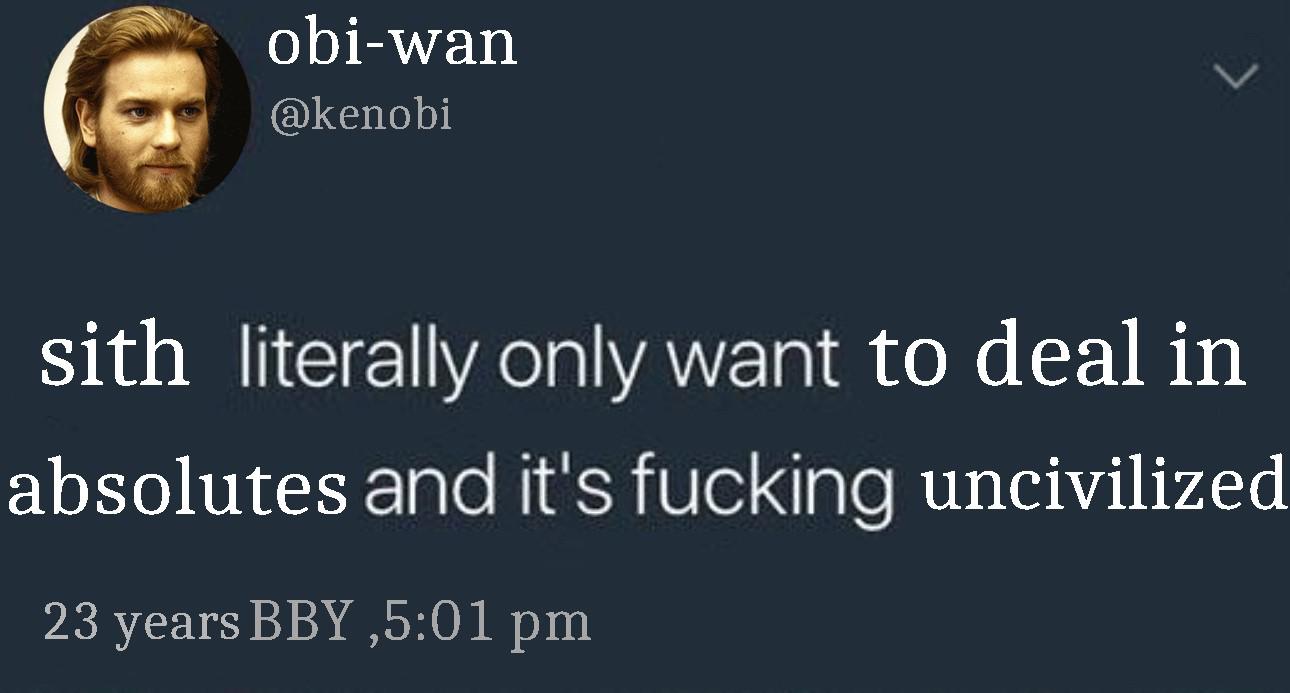 obi-wan
@kenobi
sith literally only want to deal in
absolutes and it's fucking uncivilized
23 years BBY ,5:01 pm